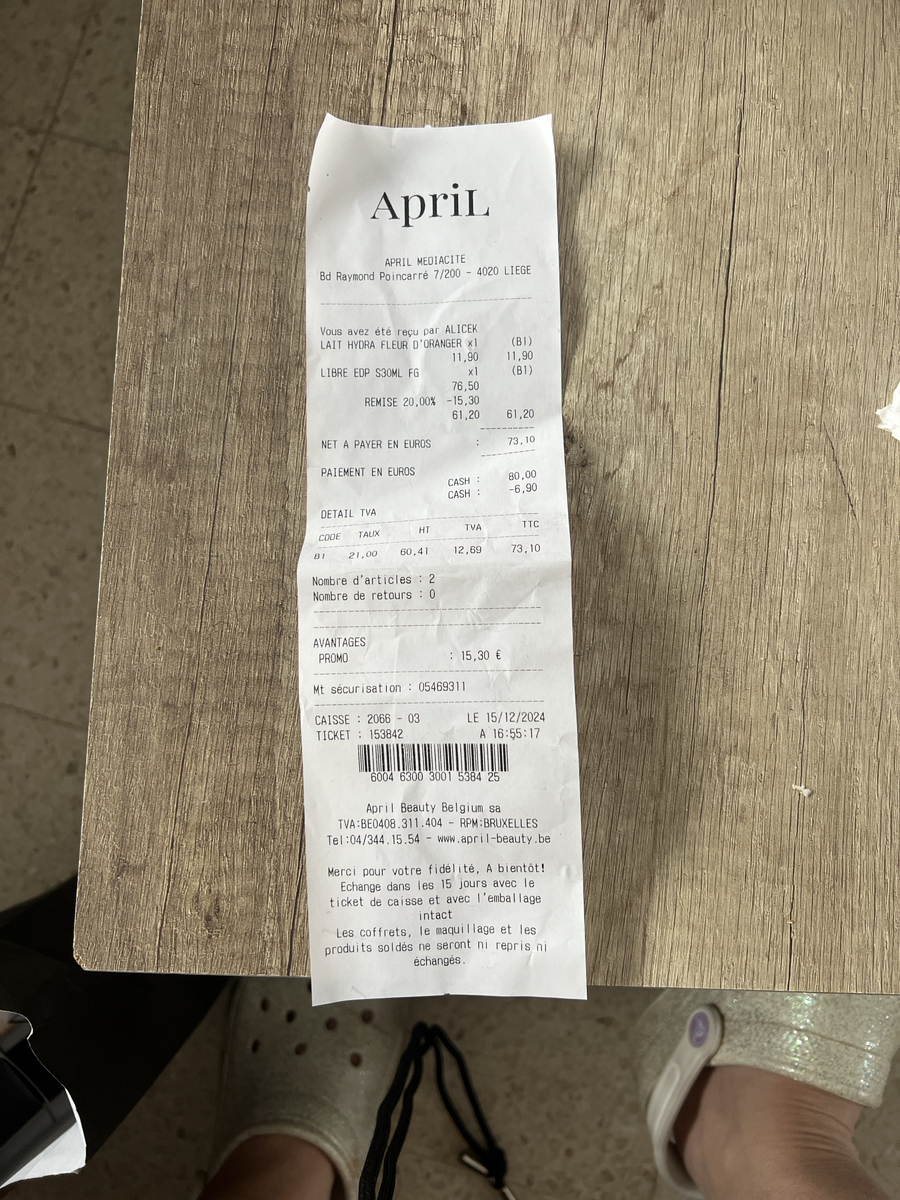 ApriL
APRIL MEDIACITE
Bd Raymond Poincarré 7/200 - 4020 LIEGE
Vous avez été reçu par ALICEK
LAIT HYDRA FLEUR D'ORANGER x1 (B1)
11,90 11,90
LIBRE EDP S30ML FG x1 (B1)
76,50
REMISE 20,00% -15,30
61,20 61,20
NET A PAYER EN EUROS : 73,10
PAIEMENT EN EUROS
CASH : 80,00
CASH : -6,90
DETAIL TVA
CODE TAUX HT TVA TTC
B1 21,00 60,41 12,69 73,10
Nombre d'articles : 2
Nombre de retours : 0
AVANTAGES
PROMO : 15,30 €
Mt sécurisation : 05469311
CAISSE : 2066 - 03 LE 15/12/2024
TICKET : 153842 A 16:55:17
6004 6300 3001 5384 25
April Beauty Belgium sa
TVA:BE0408.311.404 - RPM:BRUXELLES
Tel:04/344.15.54 - www.april-beauty.be
Merci pour votre fidélité, A bientôt!
Echange dans les 15 jours avec le
ticket de caisse et avec l'emballage
intact
Les coffrets, le maquillage et les
produits soldés ne seront ni repris ni
échangés.